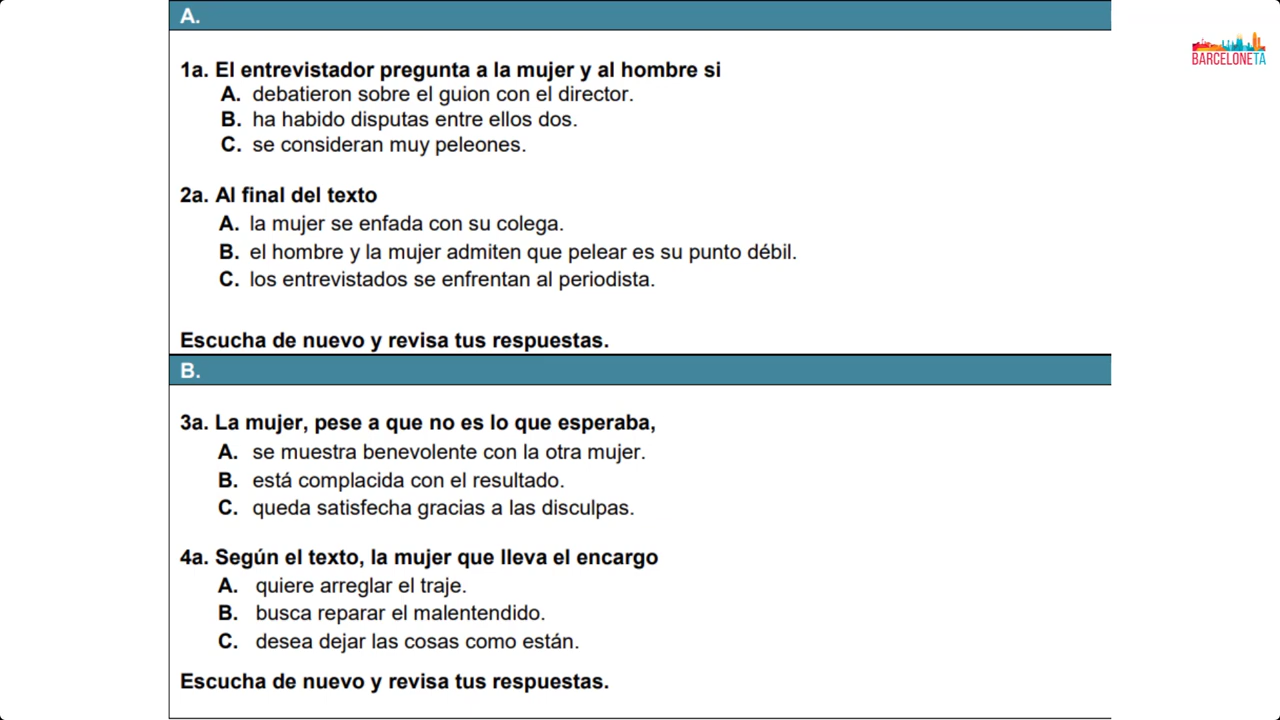 A.
BARCELONETA
1a. El entrevistador pregunta a la mujer y al hombre si
A. debatieron sobre el guion con el director.
B. ha habido disputas entre ellos dos.
C. se consideran muy peleones.
2a. Al final del texto
A. la mujer se enfada con su colega.
B. el hombre y la mujer admiten que pelear es su punto débil.
C. los entrevistados se enfrentan al periodista.
Escucha de nuevo y revisa tus respuestas.
B.
3a. La mujer, pese a que no es lo que esperaba,
A. se muestra benevolente con la otra mujer.
B. está complacida con el resultado.
C. queda satisfecha gracias a las disculpas.
4a. Según el texto, la mujer que lleva el encargo
A. quiere arreglar el traje.
B. busca reparar el malentendido.
C. desea dejar las cosas como están.
Escucha de nuevo y revisa tus respuestas.